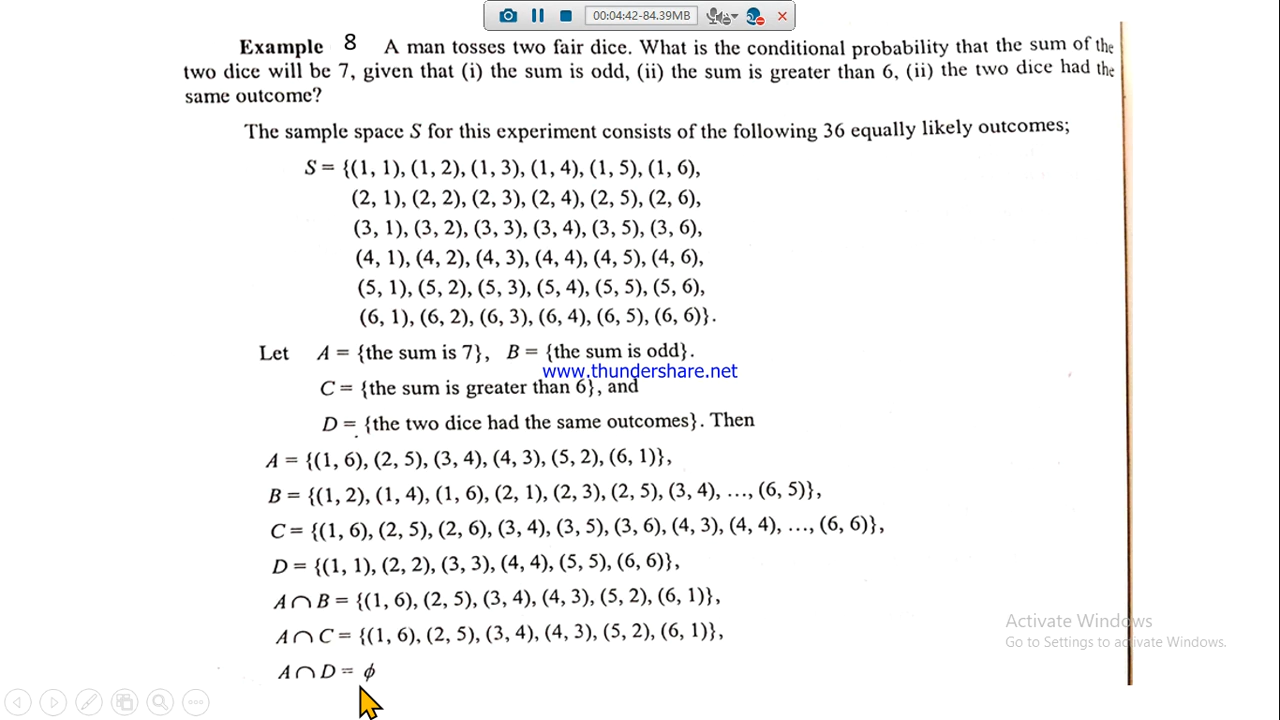 00:04:42-84.39MB
Example 8 A man tosses two fair dice. What is the conditional probability that the sum of the
two dice will be 7, given that (i) the sum is odd, (ii) the sum is greater than 6, (ii) the two dice had the
same outcome?
The sample space S for this experiment consists of the following 36 equally likely outcomes;
S = {(1, 1), (1, 2), (1, 3), (1, 4), (1, 5), (1, 6),
(2, 1), (2, 2), (2, 3), (2, 4), (2, 5), (2, 6),
(3, 1), (3, 2), (3, 3), (3, 4), (3, 5), (3, 6),
(4, 1), (4, 2), (4, 3), (4, 4), (4, 5), (4, 6),
(5, 1), (5, 2), (5, 3), (5, 4), (5, 5), (5, 6),
(6, 1), (6, 2), (6, 3), (6, 4), (6, 5), (6, 6)}.
Let A = {the sum is 7}, B = {the sum is odd}.
www.thundershare.net
C = {the sum is greater than 6}, and
D = {the two dice had the same outcomes}. Then
A = {(1, 6), (2, 5), (3, 4), (4, 3), (5, 2), (6, 1)},
B = {(1, 2), (1, 4), (1, 6), (2, 1), (2, 3), (2, 5), (3, 4), ..., (6, 5)},
C = {(1, 6), (2, 5), (2, 6), (3, 4), (3, 5), (3, 6), (4, 3), (4, 4), ..., (6, 6)},
D = {(1, 1), (2, 2), (3, 3), (4, 4), (5, 5), (6, 6)},
A ∩ B = {(1, 6), (2, 5), (3, 4), (4, 3), (5, 2), (6, 1)},
A ∩ C = {(1, 6), (2, 5), (3, 4), (4, 3), (5, 2), (6, 1)},
A ∩ D = ϕ
Activate Windows
Go to Settings to activate Windows.